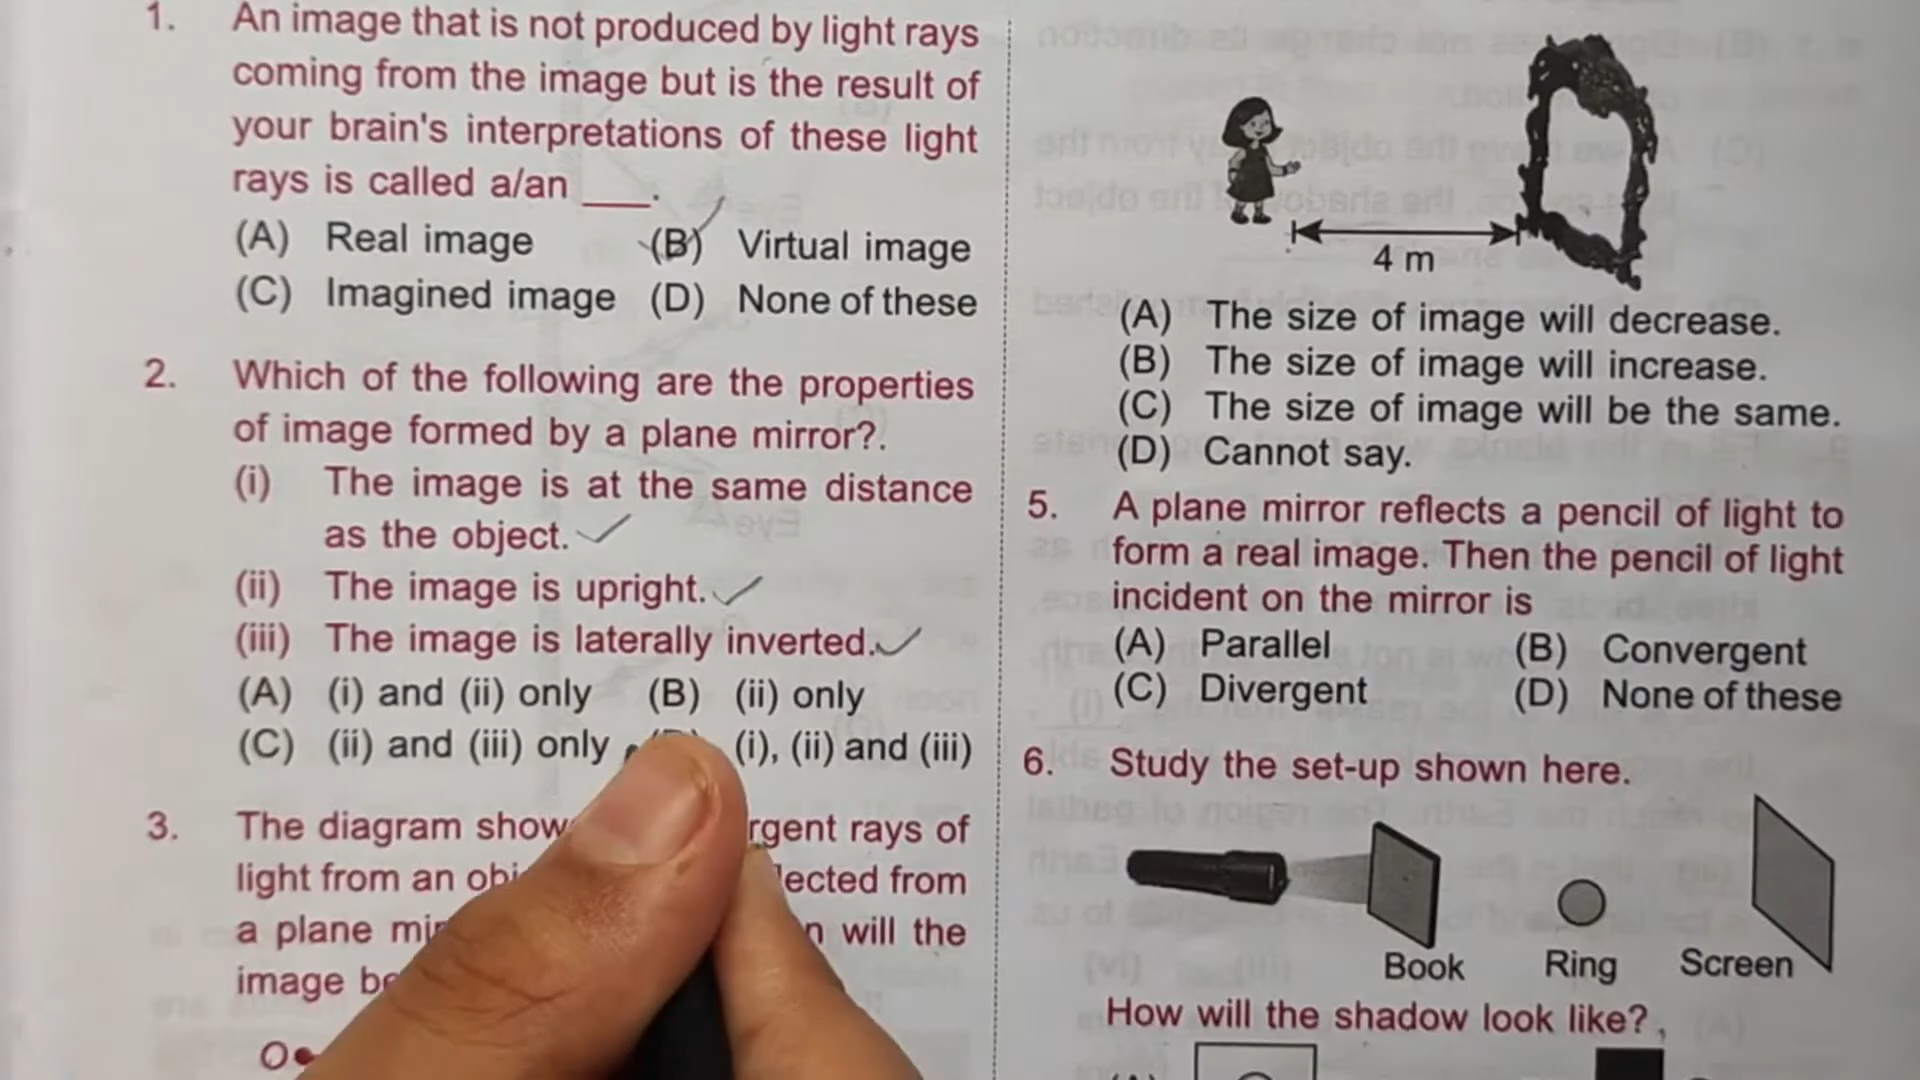 1. An image that is not produced by light rays
coming from the image but is the result of
your brain's interpretations of these light
rays is called a/an ____.
(A) Real image (B) Virtual image
(C) Imagined image (D) None of these
2. Which of the following are the properties
of image formed by a plane mirror?
(i) The image is at the same distance
as the object.
(ii) The image is upright.
(iii) The image is laterally inverted.
(A) (i) and (ii) only (B) (ii) only
(C) (ii) and (iii) only (i), (ii) and (iii)
3. The diagram rays of
light from an from
a plane will the
image
O
4 m
(A) The size of image will decrease.
(B) The size of image will increase.
(C) The size of image will be the same.
(D) Cannot say.
5. A plane mirror reflects a pencil of light to
form a real image. Then the pencil of light
incident on the mirror is
(A) Parallel (B) Convergent
(C) Divergent (D) None of these
6. Study the set-up shown here.
Book Ring Screen
How will the shadow look like?